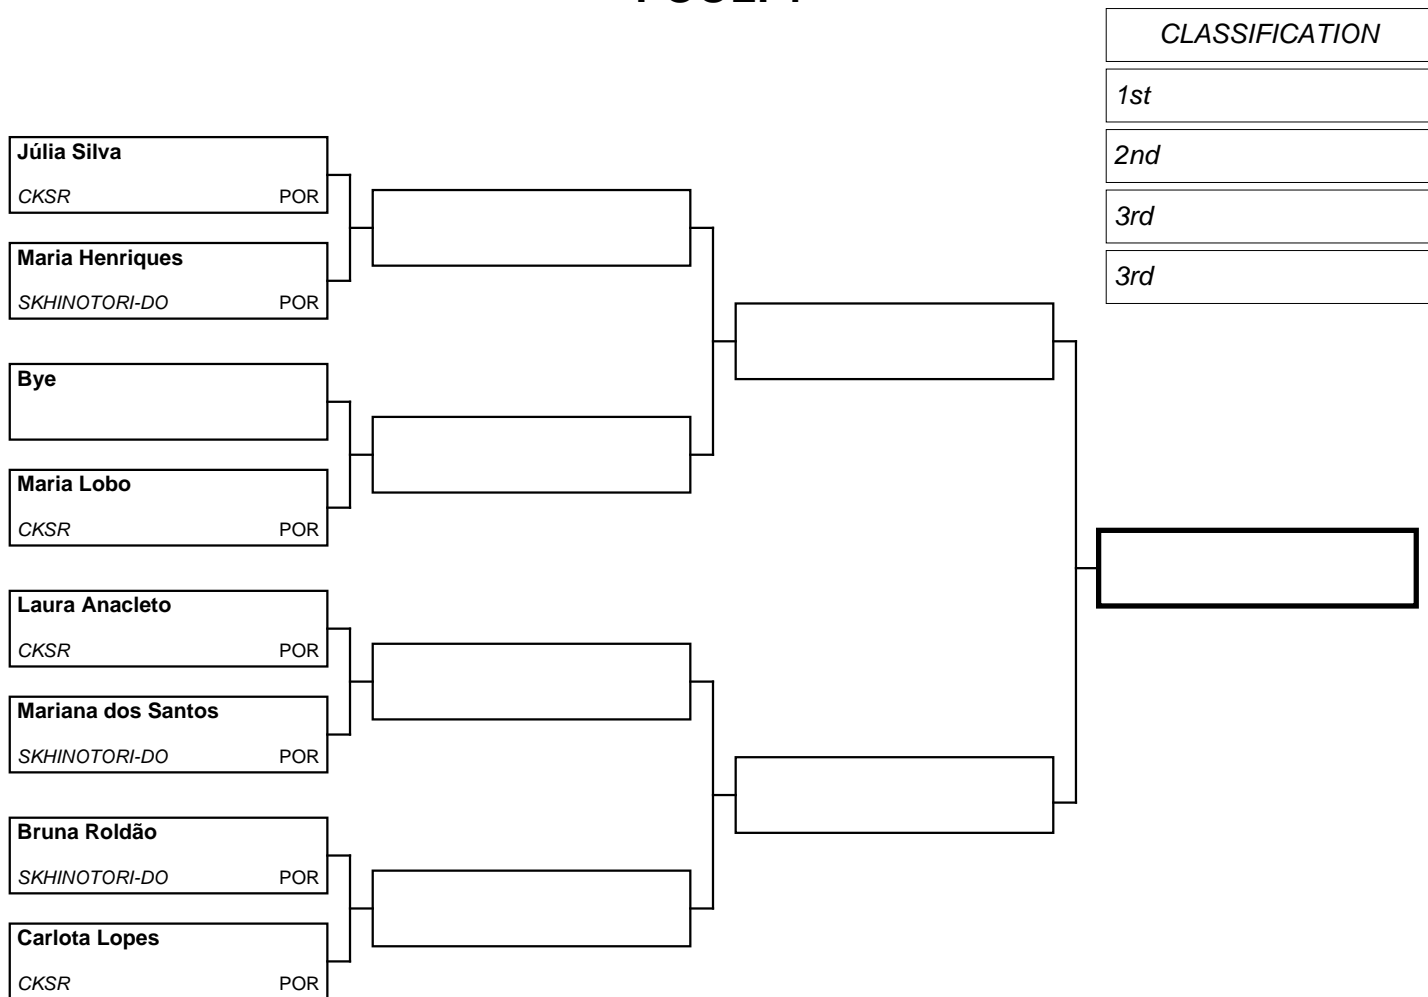 CLASSIFICATION
1st
2nd
3rd
3rd
Júlia Silva
CKSR POR
Maria Henriques
SKHINOTORI-DO POR
Bye
Maria Lobo
CKSR POR
Laura Anacleto
CKSR POR
Mariana dos Santos
SKHINOTORI-DO POR
Bruna Roldão
SKHINOTORI-DO POR
Carlota Lopes
CKSR POR